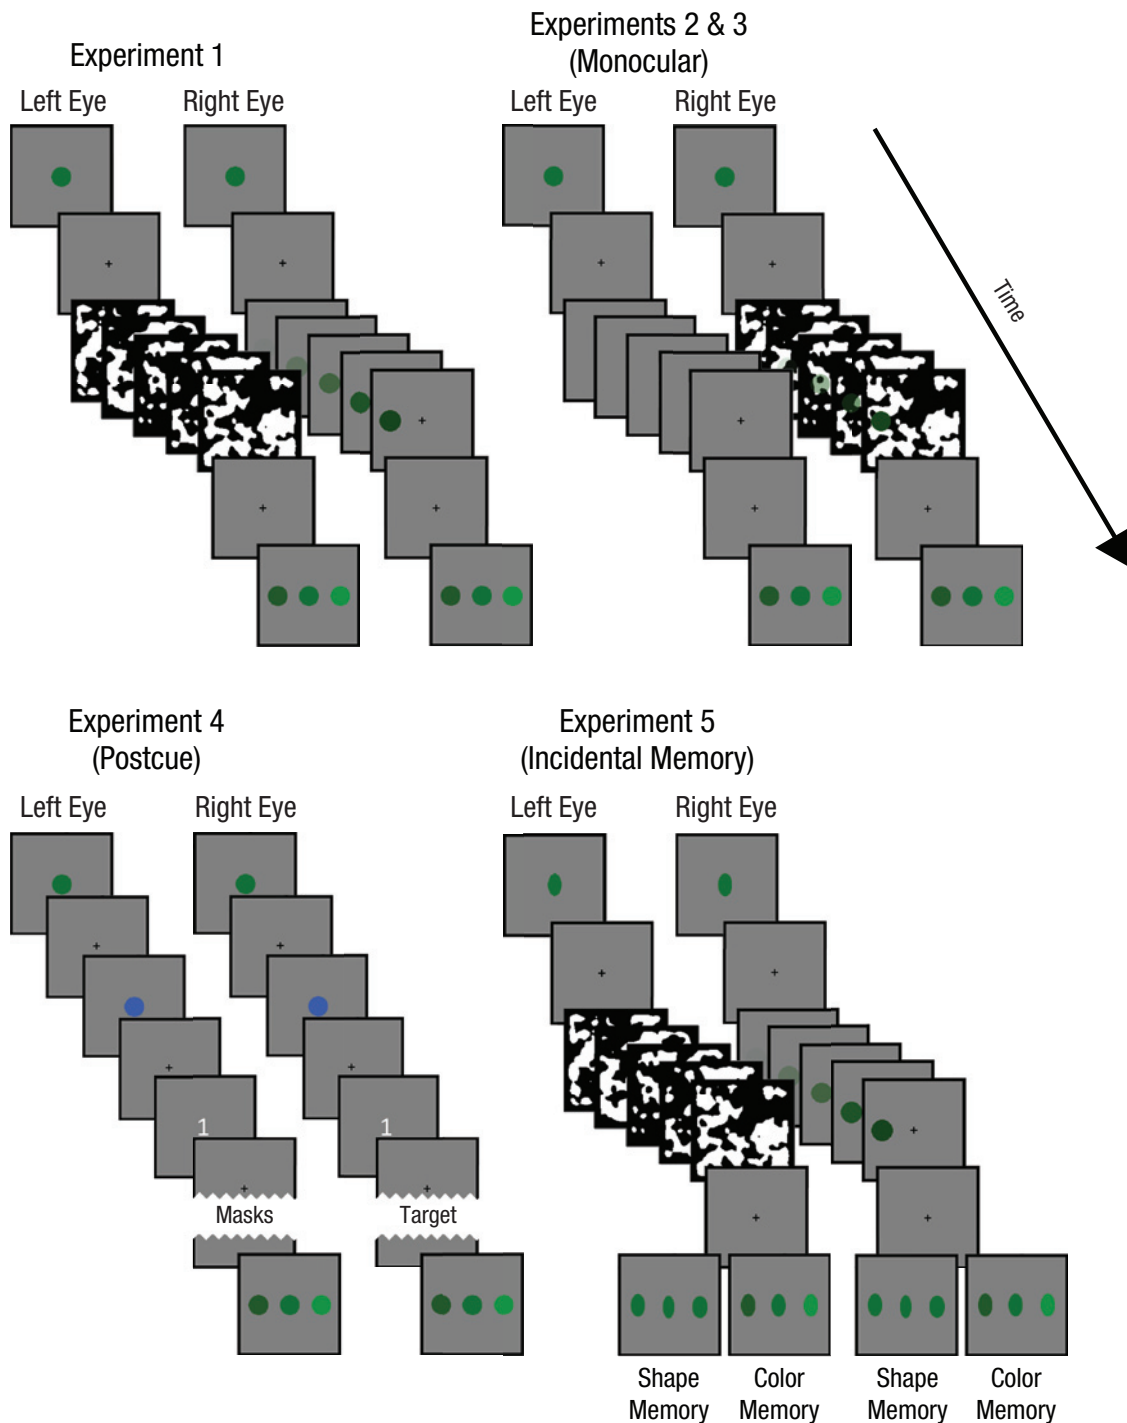 Experiment 1
Experiments 2 & 3
(Monocular)
Left Eye
Right Eye
Left Eye
Right Eye
Time
Experiment 4
(Postcue)
Experiment 5
(Incidental Memory)
Left Eye
Right Eye
Left Eye
Right Eye
1
1
Masks
Target
Shape
Memory
Color
Memory
Shape
Memory
Color
Memory